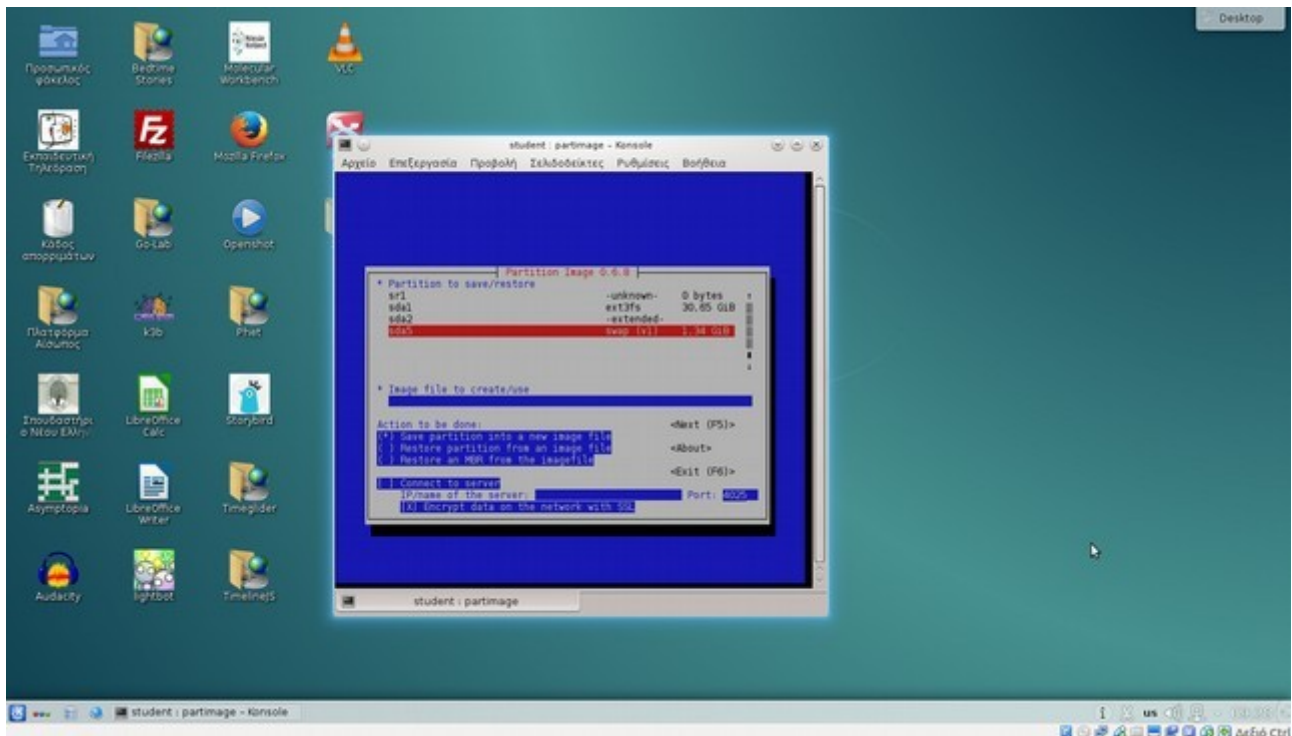 Desktop
Προσωπικός φάκελος
Bedtime Stories
Molecular Workbench
VLC
Εκπαιδευτική Τηλεόραση
Filezilla
Mozilla Firefox
Κάδος απορριμάτων
Go-Lab
Openshot
Πλατφόρμα Αίσωπος
k3b
Phet
Σπουδαστήρι
ο Νέου Ελλην
LibreOffice Calc
Storybird
Asymptopia
LibreOffice Writer
Timeglider
Audacity
lightbot
TimelineJS
student : partimage – Konsole
Αρχείο Επεξεργασία Προβολή Σελιδοδείκτες Ρυθμίσεις Βοήθεια
Partition Image 0.6.8
* Partition to save/restore
sr1 -unknown- 0 bytes
sda1 ext3fs 30.65 GiB
sda2 -extended-
sda5 swap (v1) 1.34 GiB
* Image file to create/use
Action to be done:
<Next (F5)>
(*) Save partition into a new image file
( ) Restore partition from an image file
<About>
( ) Restore an MBR from the imagefile
<Exit (F6)>
[ ] Connect to server
IP/name of the server: Port: 4025
[X] Encrypt data on the network with SSL
student : partimage
student : partimage – Konsole
us
Δεξιό Ctrl